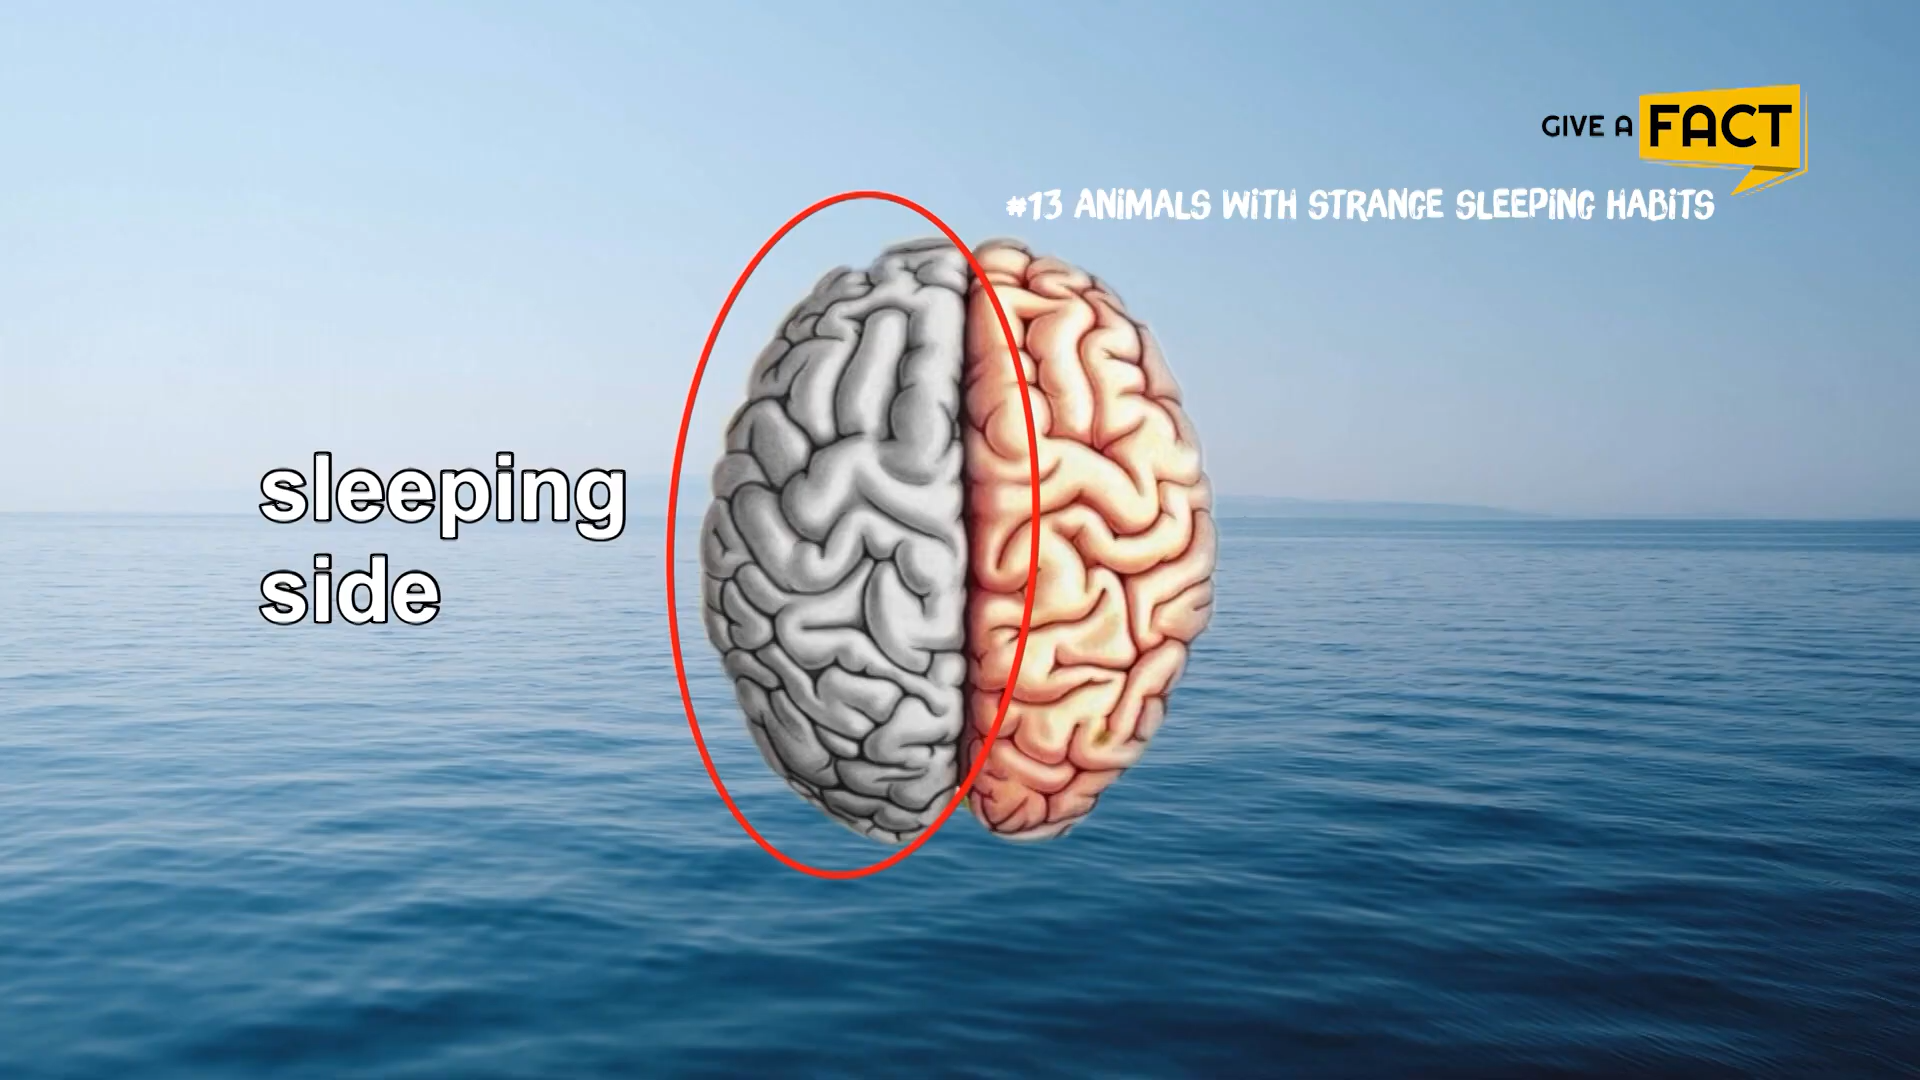 GIVE A FACT
#13 ANIMALS WITH STRANGE SLEEPING HABITS
sleeping
side